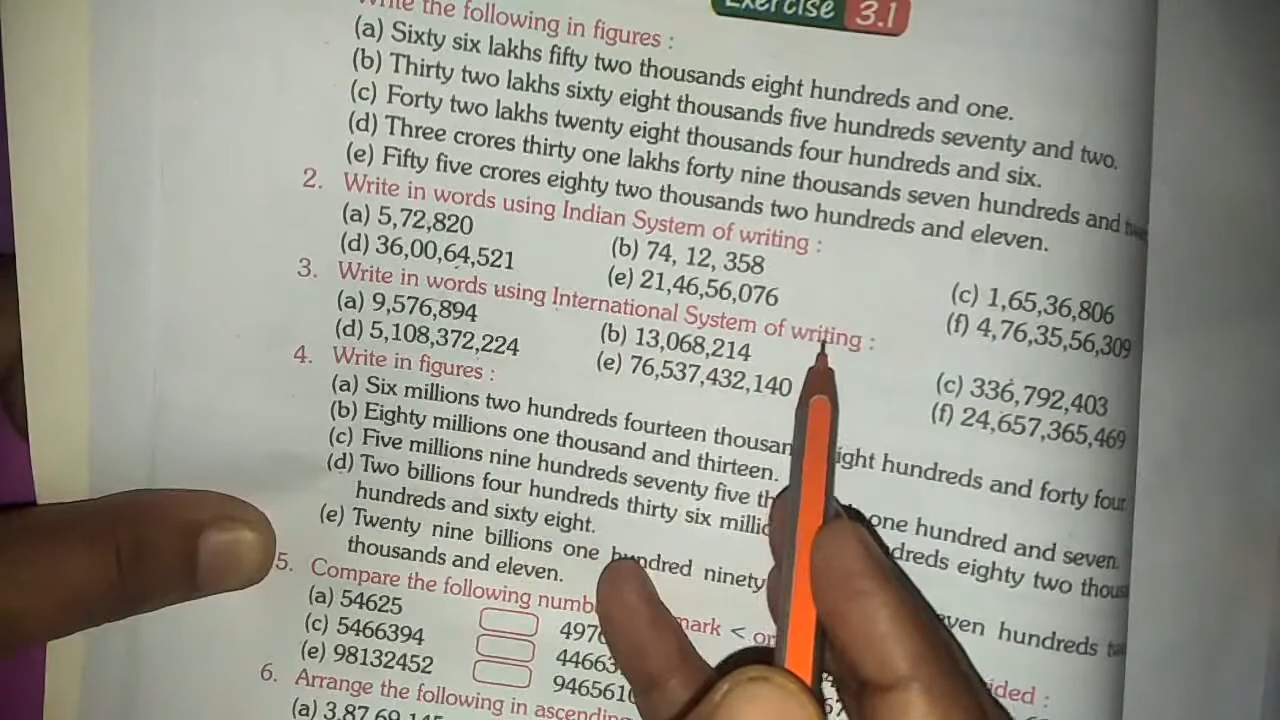 Exercise 3.1
the following in figures :
(a) Sixty six lakhs fifty two thousands eight hundreds and one.
(b) Thirty two lakhs sixty eight thousands five hundreds seventy and two.
(c) Forty two lakhs twenty eight thousands four hundreds and six.
(d) Three crores thirty one lakhs forty nine thousands seven hundreds and
(e) Fifty five crores eighty two thousands two hundreds and eleven.
2. Write in words using Indian System of writing :
(a) 5,72,820 (b) 74, 12, 358 (c) 1,65,36,806
(d) 36,00,64,521 (e) 21,46,56,076 (f) 4,76,35,56,309
3. Write in words using International System of writing :
(a) 9,576,894 (b) 13,068,214 (c) 336,792,403
(d) 5,108,372,224 (e) 76,537,432,140 (f) 24,657,365,469
4. Write in figures :
(a) Six millions two hundreds fourteen hundreds and forty four
(b) Eighty millions one thousand and thirteen.
(c) Five millions nine hundreds seventy five one hundred and seven.
(d) Two billions four hundreds thirty six eighty two
hundreds and sixty eight.
(e) Twenty nine billions one hundred ninety hundreds
thousands and eleven.
5. Compare the following mark <
(a) 54625
(c) 5466394
(e) 98132452
6. Arrange the following in
(a)